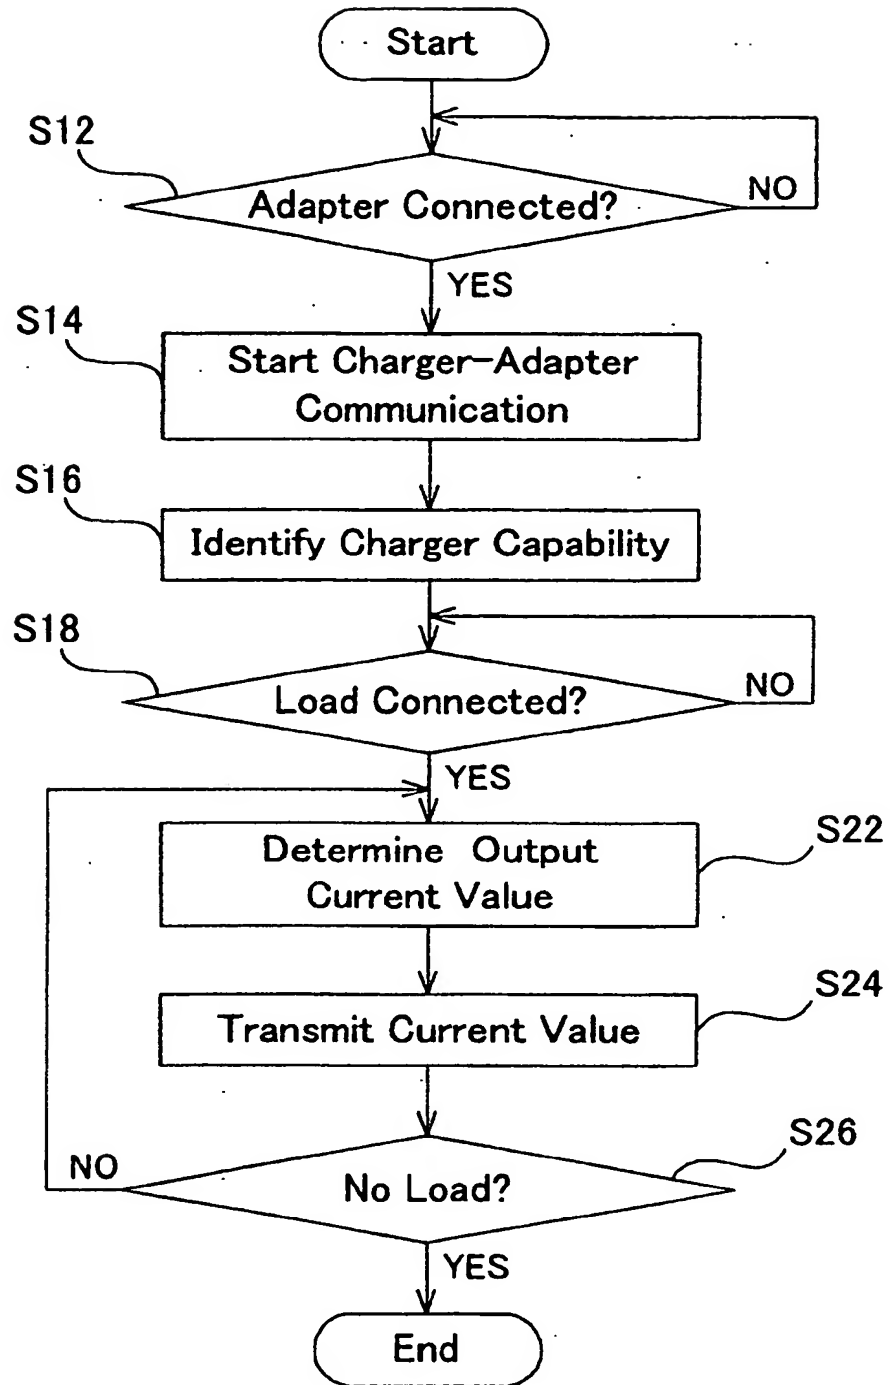 Start
S12
Adapter Connected?
NO
YES
S14
Start Charger-Adapter
Communication
S16
Identify Charger Capability
S18
Load Connected?
NO
YES
Determine Output
Current Value
S22
Transmit Current Value
S24
S26
No Load?
NO
YES
End